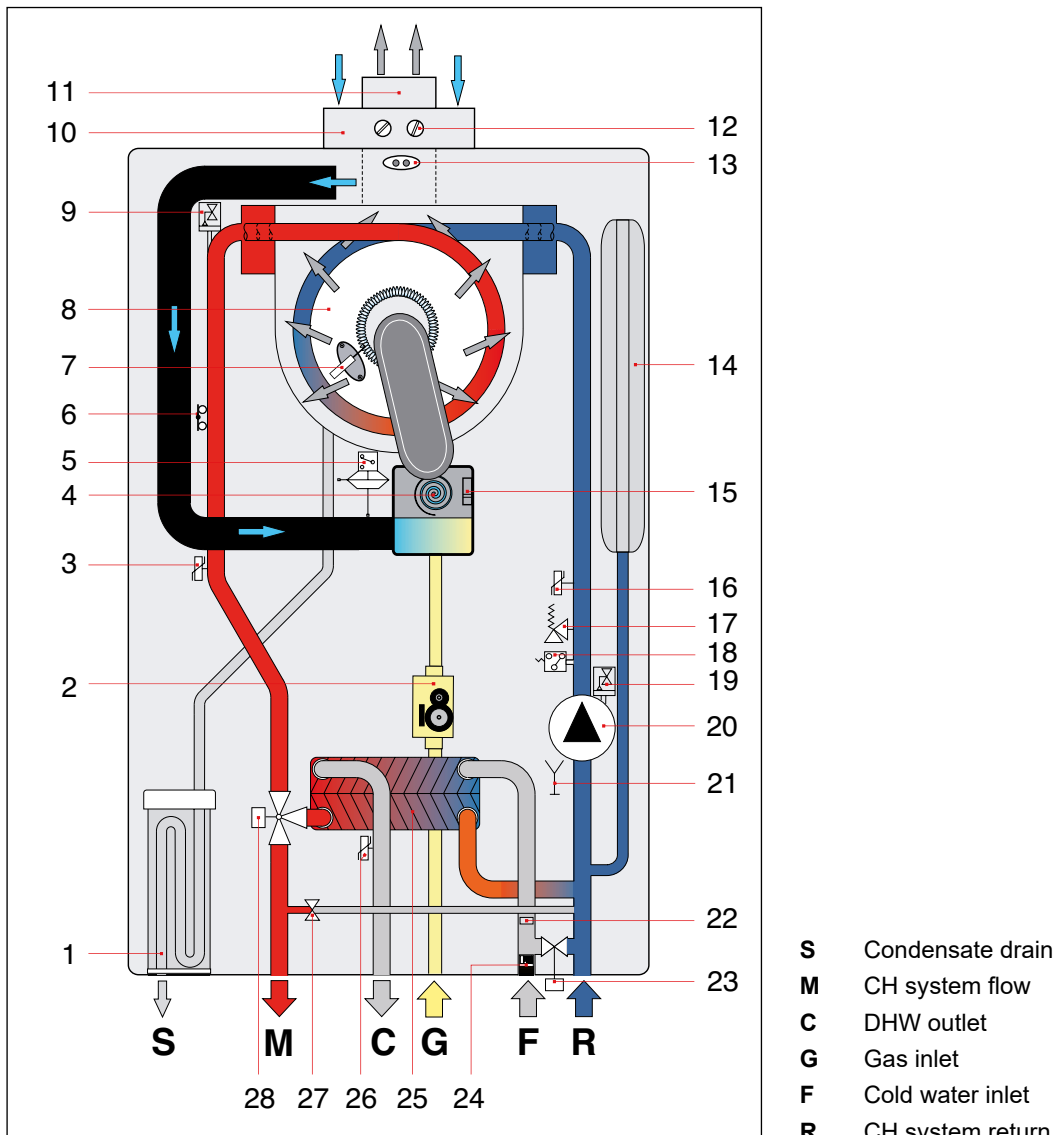 11
10
9
8
7
6
5
4
3
2
1
12
13
14
15
16
17
18
19
20
21
22
23
S M C G F R
28 27 26 25 24
S Condensate drain
M CH system flow
C DHW outlet
G Gas inlet
F Cold water inlet
R CH system return